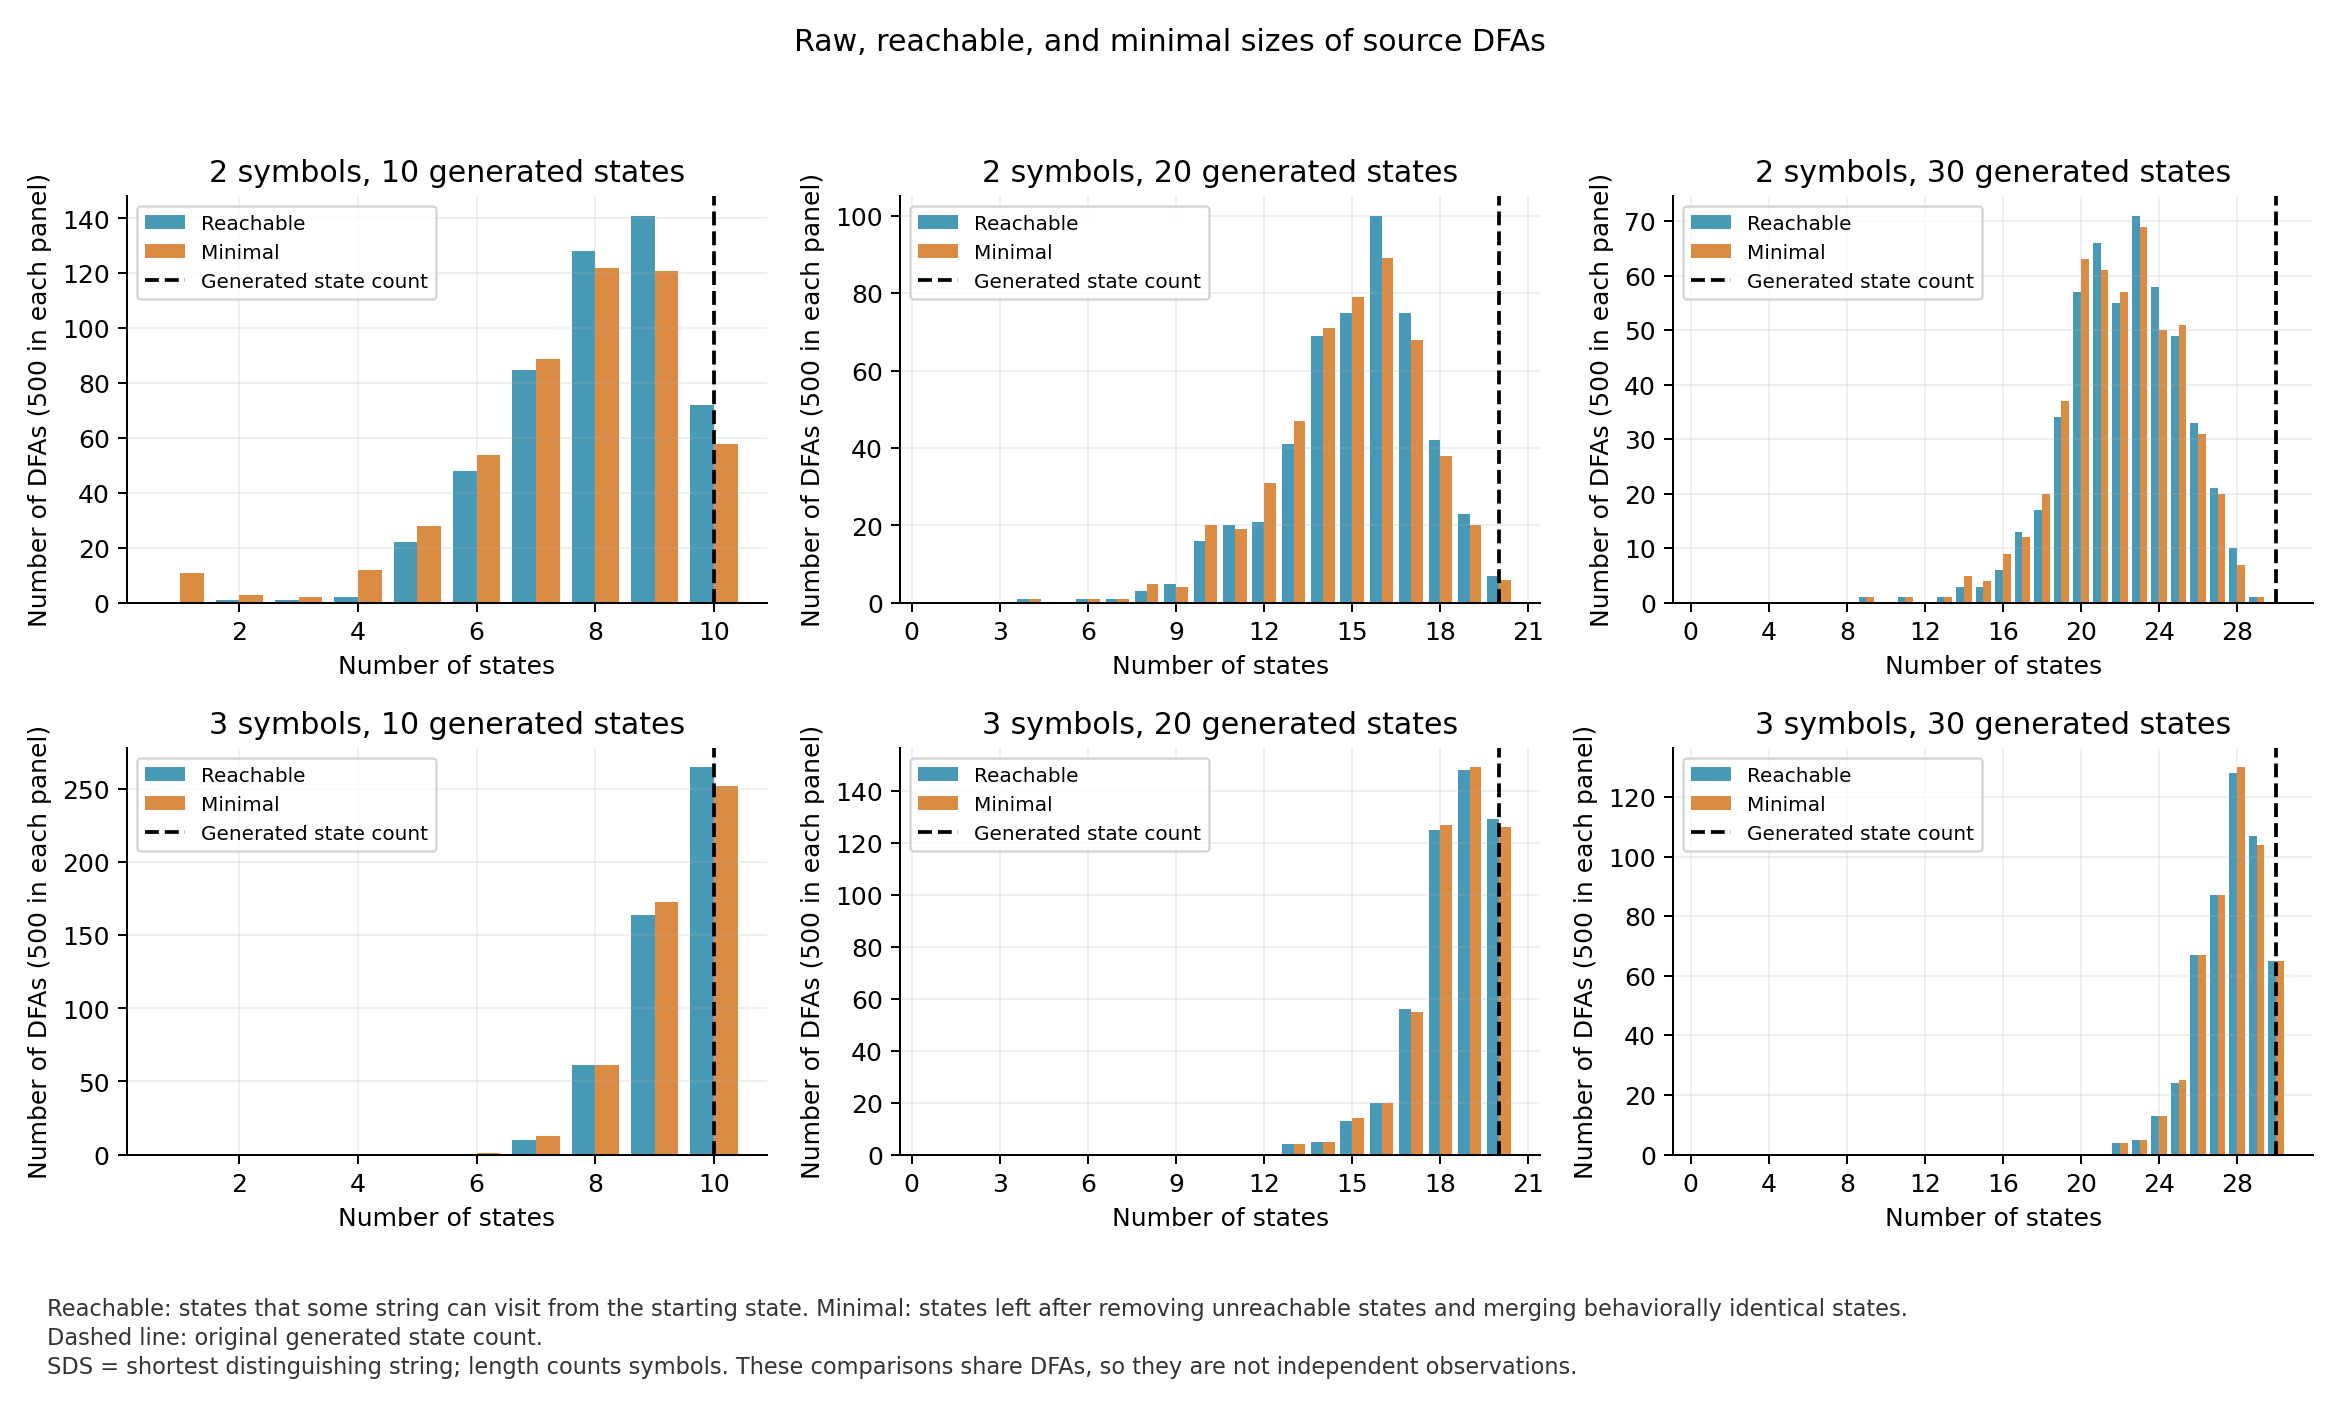 Raw, reachable, and minimal sizes of source DFAs
2 symbols, 10 generated states
Number of DFAs (500 in each panel)
140
120
100
80
60
40
20
0
Reachable
Minimal
Generated state count
2 4 6 8 10
Number of states
2 symbols, 20 generated states
Number of DFAs (500 in each panel)
100
80
60
40
20
0
Reachable
Minimal
Generated state count
0 3 6 9 12 15 18 21
Number of states
2 symbols, 30 generated states
Number of DFAs (500 in each panel)
70
60
50
40
30
20
10
0
Reachable
Minimal
Generated state count
0 4 8 12 16 20 24 28
Number of states
3 symbols, 10 generated states
Number of DFAs (500 in each panel)
250
200
150
100
50
0
Reachable
Minimal
Generated state count
2 4 6 8 10
Number of states
3 symbols, 20 generated states
Number of DFAs (500 in each panel)
140
120
100
80
60
40
20
0
Reachable
Minimal
Generated state count
0 3 6 9 12 15 18 21
Number of states
3 symbols, 30 generated states
Number of DFAs (500 in each panel)
120
100
80
60
40
20
0
Reachable
Minimal
Generated state count
0 4 8 12 16 20 24 28
Number of states
Reachable: states that some string can visit from the starting state. Minimal: states left after removing unreachable states and merging behaviorally identical states.
Dashed line: original generated state count.
SDS = shortest distinguishing string; length counts symbols. These comparisons share DFAs, so they are not independent observations.